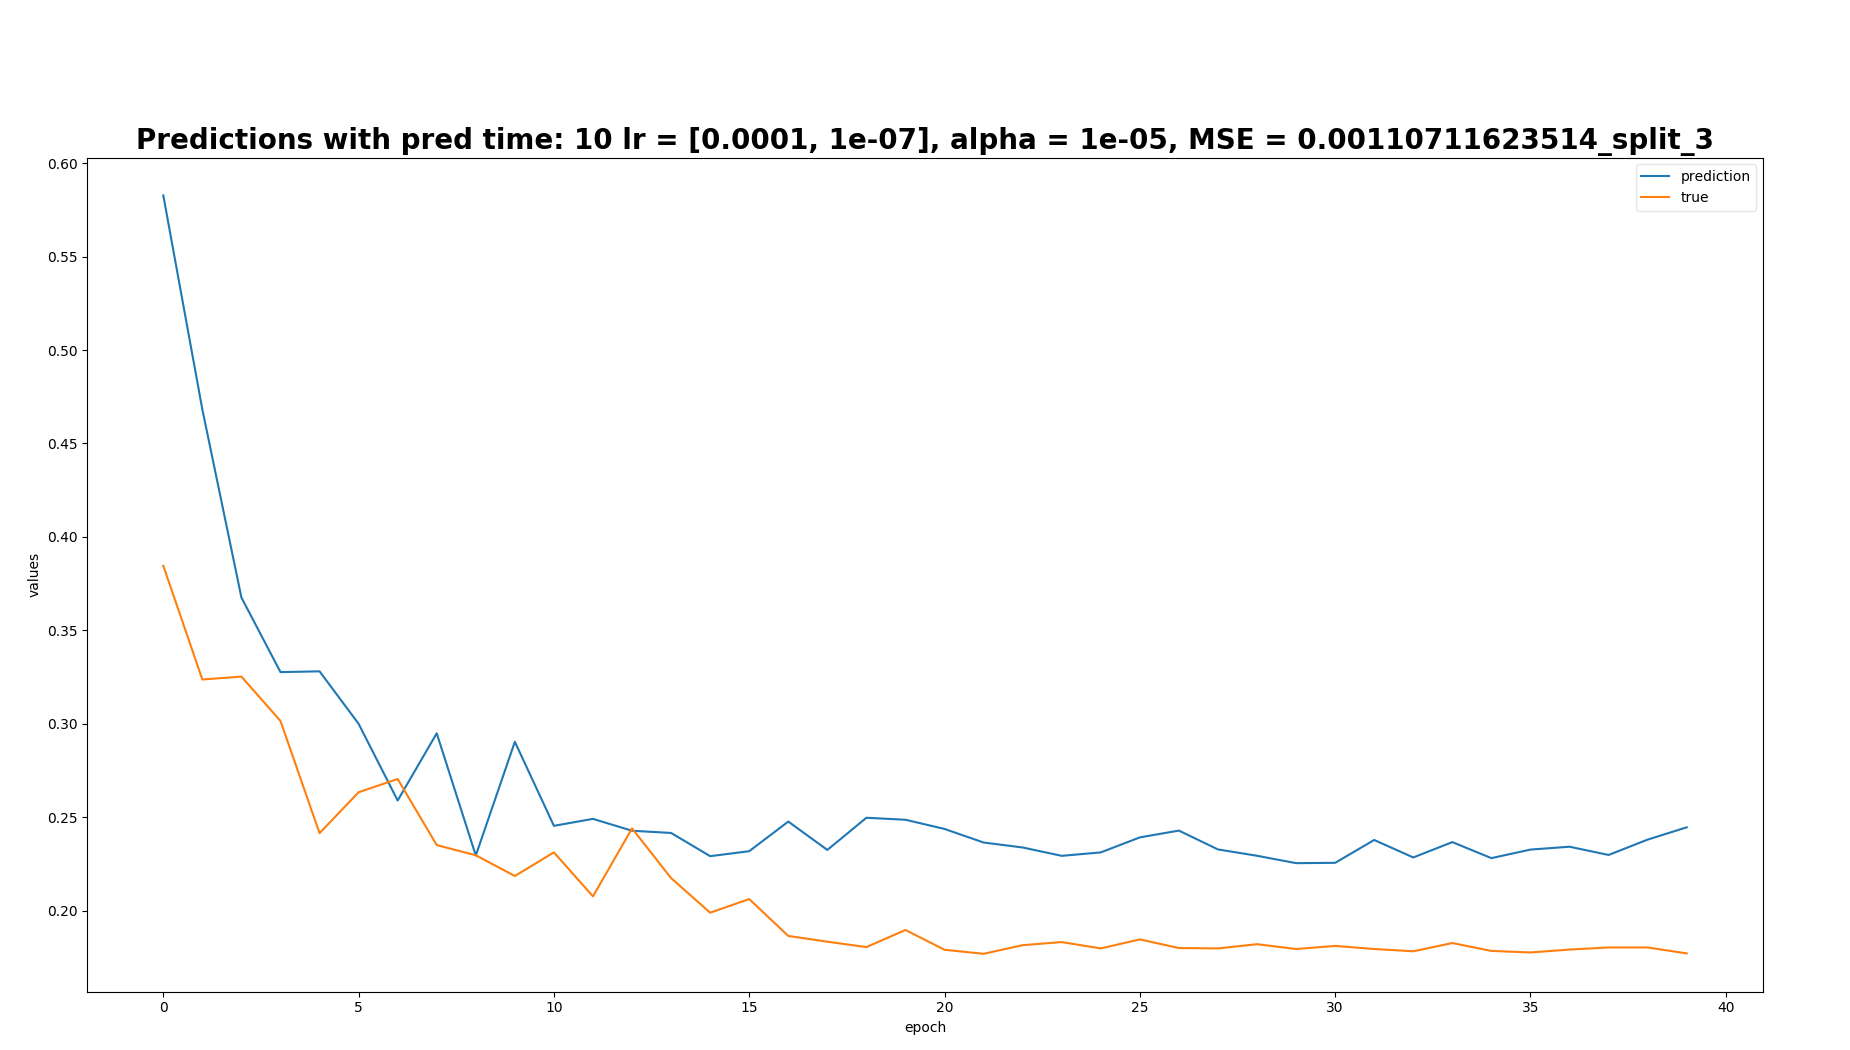 Predictions with pred time: 10 lr = [0.0001, 1e-07], alpha = 1e-05, MSE = 0.00110711623514_split_3
prediction
true
0.60
0.55
0.50
0.45
0.40
0.35
0.30
0.25
0.20
values
0 5 10 15 20 25 30 35 40
epoch